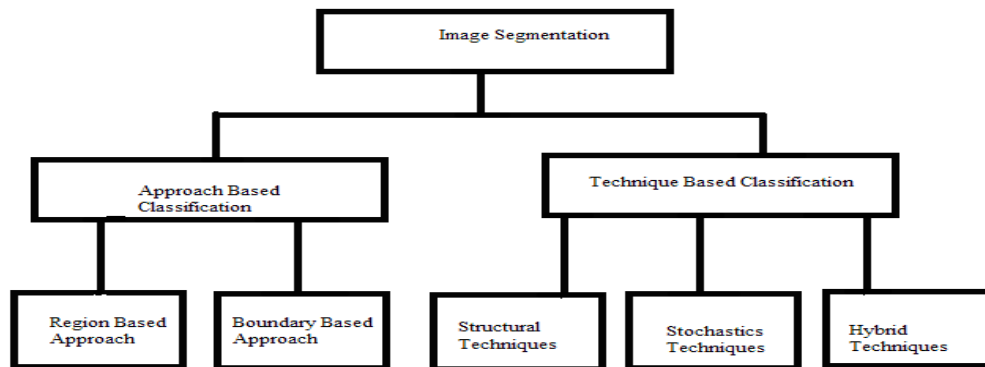 Image Segmentation
Approach Based
Classification
Technique Based Classification
Region Based
Approach
Boundary Based
Approach
Structural
Techniques
Stochastics
Techniques
Hybrid
Techniques